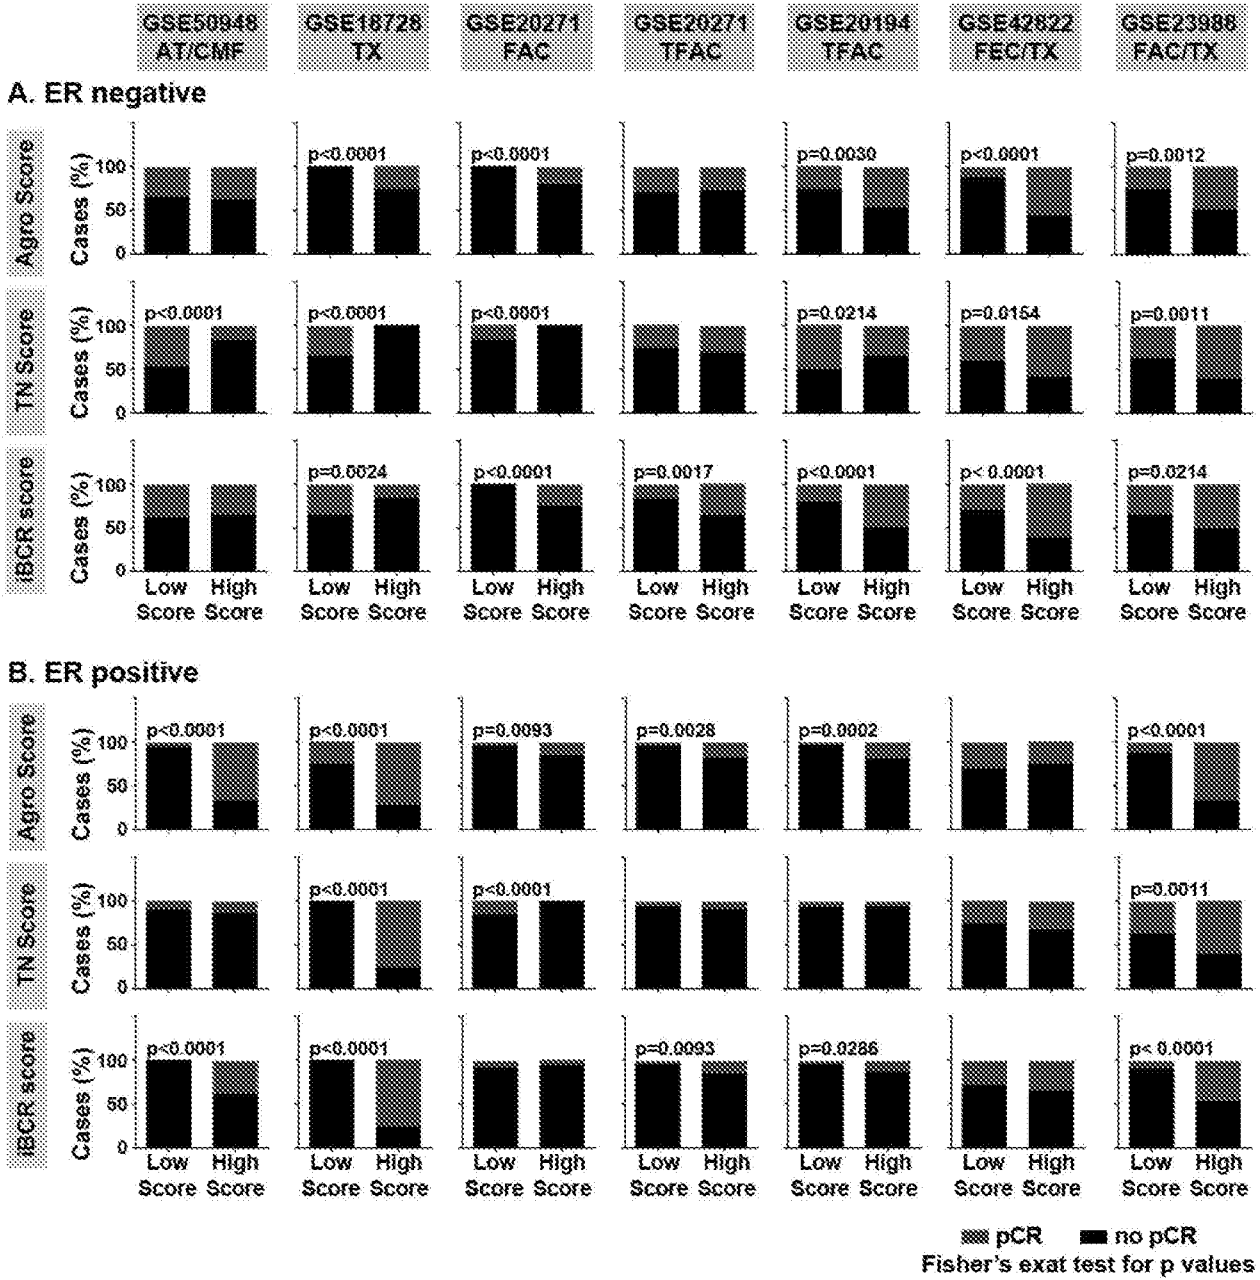 GSE50948 GSE18728 GSE20271 GSE20271 GSE20194 GSE42822 GSE23988
AT/CMF TX FAC TFAC TFAC FEC/TX FAC/TX
A. ER negative
Agro Score
Cases (%)
100
50
0
p<0.0001
p<0.0001
p=0.0030
p<0.0001
p=0.0012
TN Score
Cases (%)
100
50
0
p<0.0001
p<0.0001
p<0.0001
p=0.0214
p=0.0154
p=0.0011
iBCR score
Cases (%)
100
50
0
p=0.0024
p<0.0001
p=0.0017
p<0.0001
p< 0.0001
p=0.0214
Low High Low High Low High Low High Low High Low High Low High
Score Score Score Score Score Score Score Score Score Score Score Score Score Score
B. ER positive
Agro Score
Cases (%)
100
50
0
p<0.0001
p<0.0001
p=0.0093
p=0.0028
p=0.0002
p<0.0001
TN Score
Cases (%)
100
50
0
p<0.0001
p<0.0001
p=0.0011
iBCR score
Cases (%)
100
50
0
p<0.0001
p<0.0001
p=0.0093
p=0.0286
p< 0.0001
Low High Low High Low High Low High Low High Low High Low High
Score Score Score Score Score Score Score Score Score Score Score Score Score Score
pCR no pCR
Fisher's exat test for p values